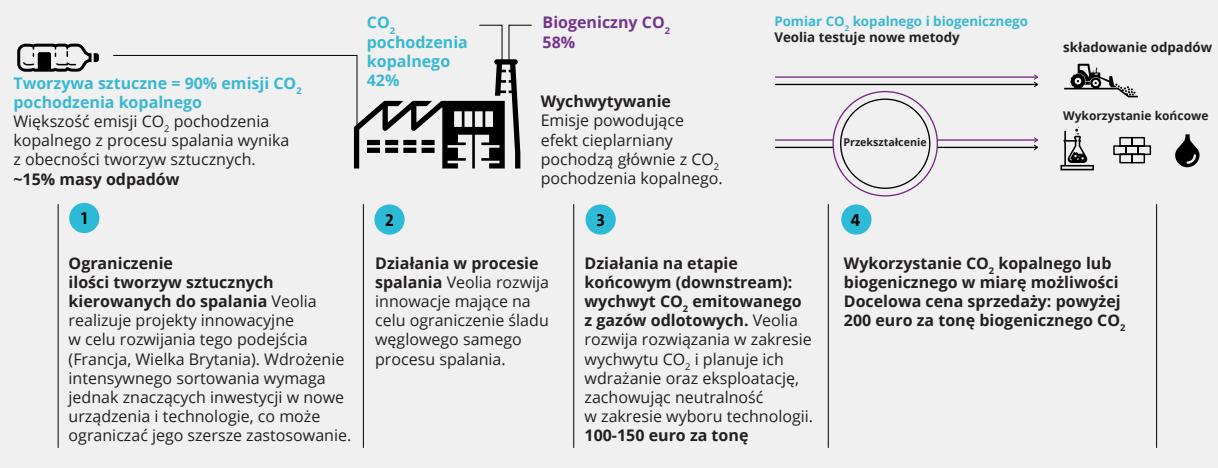 Tworzywa sztuczne = 90% emisji CO₂
pochodzenia kopalnego
Większość emisji CO₂ pochodzenia
kopalnego z procesu spalania wynika
z obecności tworzyw sztucznych.
~15% masy odpadów
CO₂
pochodzenia
kopalnego
42%
Biogeniczny CO₂
58%
Wychwytywanie
Emisje powodujące
efekt cieplarniany
pochodzą głównie z CO₂
pochodzenia kopalnego.
Pomiar CO₂ kopalnego i biogenicznego
Veolia testuje nowe metody
Przekształcenie
składowanie odpadów
Wykorzystanie końcowe
1
Ograniczenie
ilości tworzyw sztucznych
kierowanych do spalania Veolia
realizuje projekty innowacyjne
w celu rozwijania tego podejścia
(Francja, Wielka Brytania). Wdrożenie
intensywnego sortowania wymaga
jednak znaczących inwestycji w nowe
urządzenia i technologie, co może
ograniczać jego szersze zastosowanie.
2
Działania w procesie
spalania Veolia rozwija
innowacje mające na
celu ograniczenie śladu
węglowego samego
procesu spalania.
3
Działania na etapie
końcowym (downstream):
wychwyt CO₂ emitowanego
z gazów odlotowych. Veolia
rozwija rozwiązania w zakresie
wychwytu CO₂ i planuje ich
wdrażanie oraz eksploatację,
zachowując neutralność
w zakresie wyboru technologii.
100-150 euro za tonę
4
Wykorzystanie CO₂ kopalnego lub
biogenicznego w miarę możliwości
Docelowa cena sprzedaży: powyżej
200 euro za tonę biogenicznego CO₂